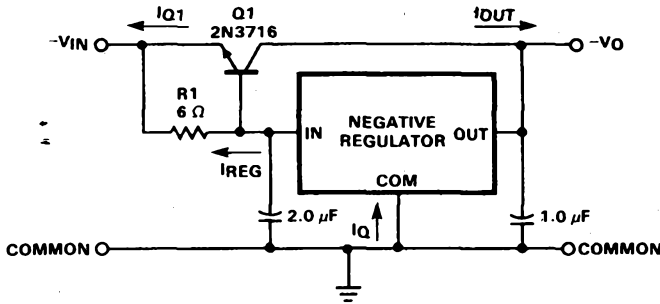 IQ1
Q1
2N3716
IOUT
-VIN
-VO
R1
6 Ω
NEGATIVE
REGULATOR
IN
OUT
COM
IREG
2.0 μF
IQ
1.0 μF
COMMON
COMMON